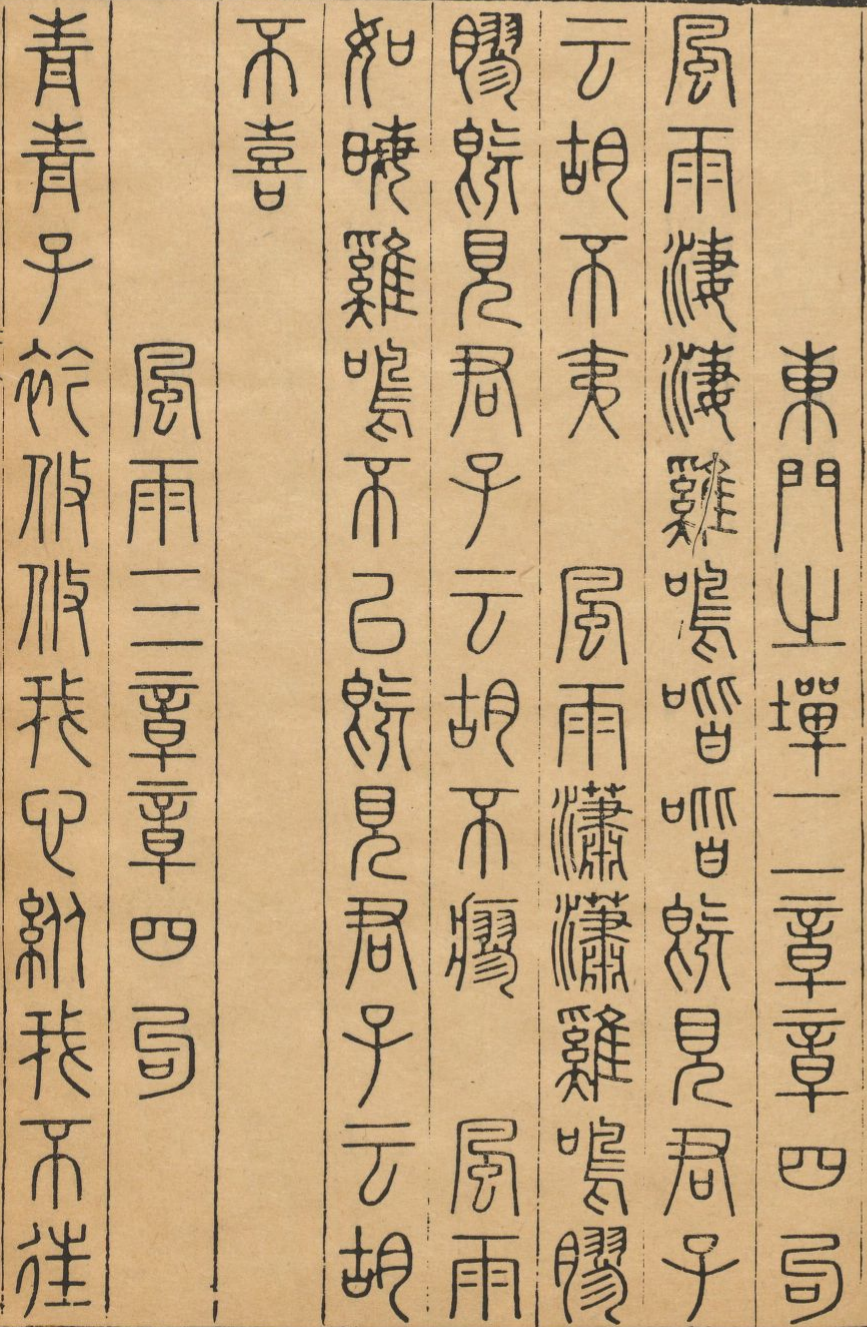 東門之墠二章章四句
風雨淒淒雞鳴喈喈既見君子
云胡不夷　風雨瀟瀟雞鳴膠
膠既見君子云胡不瘳　風雨
如晦雞鳴不已既見君子云胡
不喜
風雨三章章四句
青青子衿攸攸我心縱我不往